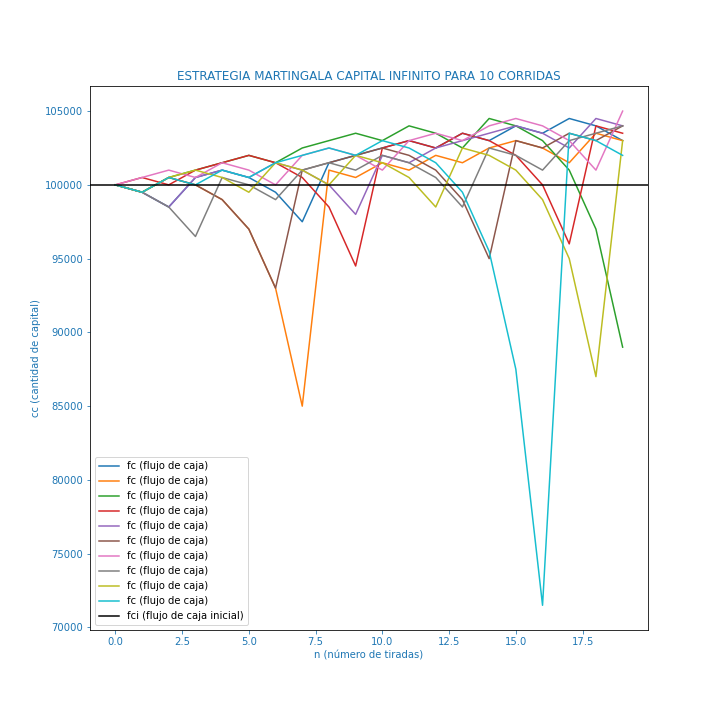 ESTRATEGIA MARTINGALA CAPITAL INFINITO PARA 10 CORRIDAS
cc (cantidad de capital)
105000
100000
95000
90000
85000
80000
75000
70000
fc (flujo de caja)
fc (flujo de caja)
fc (flujo de caja)
fc (flujo de caja)
fc (flujo de caja)
fc (flujo de caja)
fc (flujo de caja)
fc (flujo de caja)
fc (flujo de caja)
fc (flujo de caja)
fci (flujo de caja inicial)
0.0 2.5 5.0 7.5 10.0 12.5 15.0 17.5
n (número de tiradas)